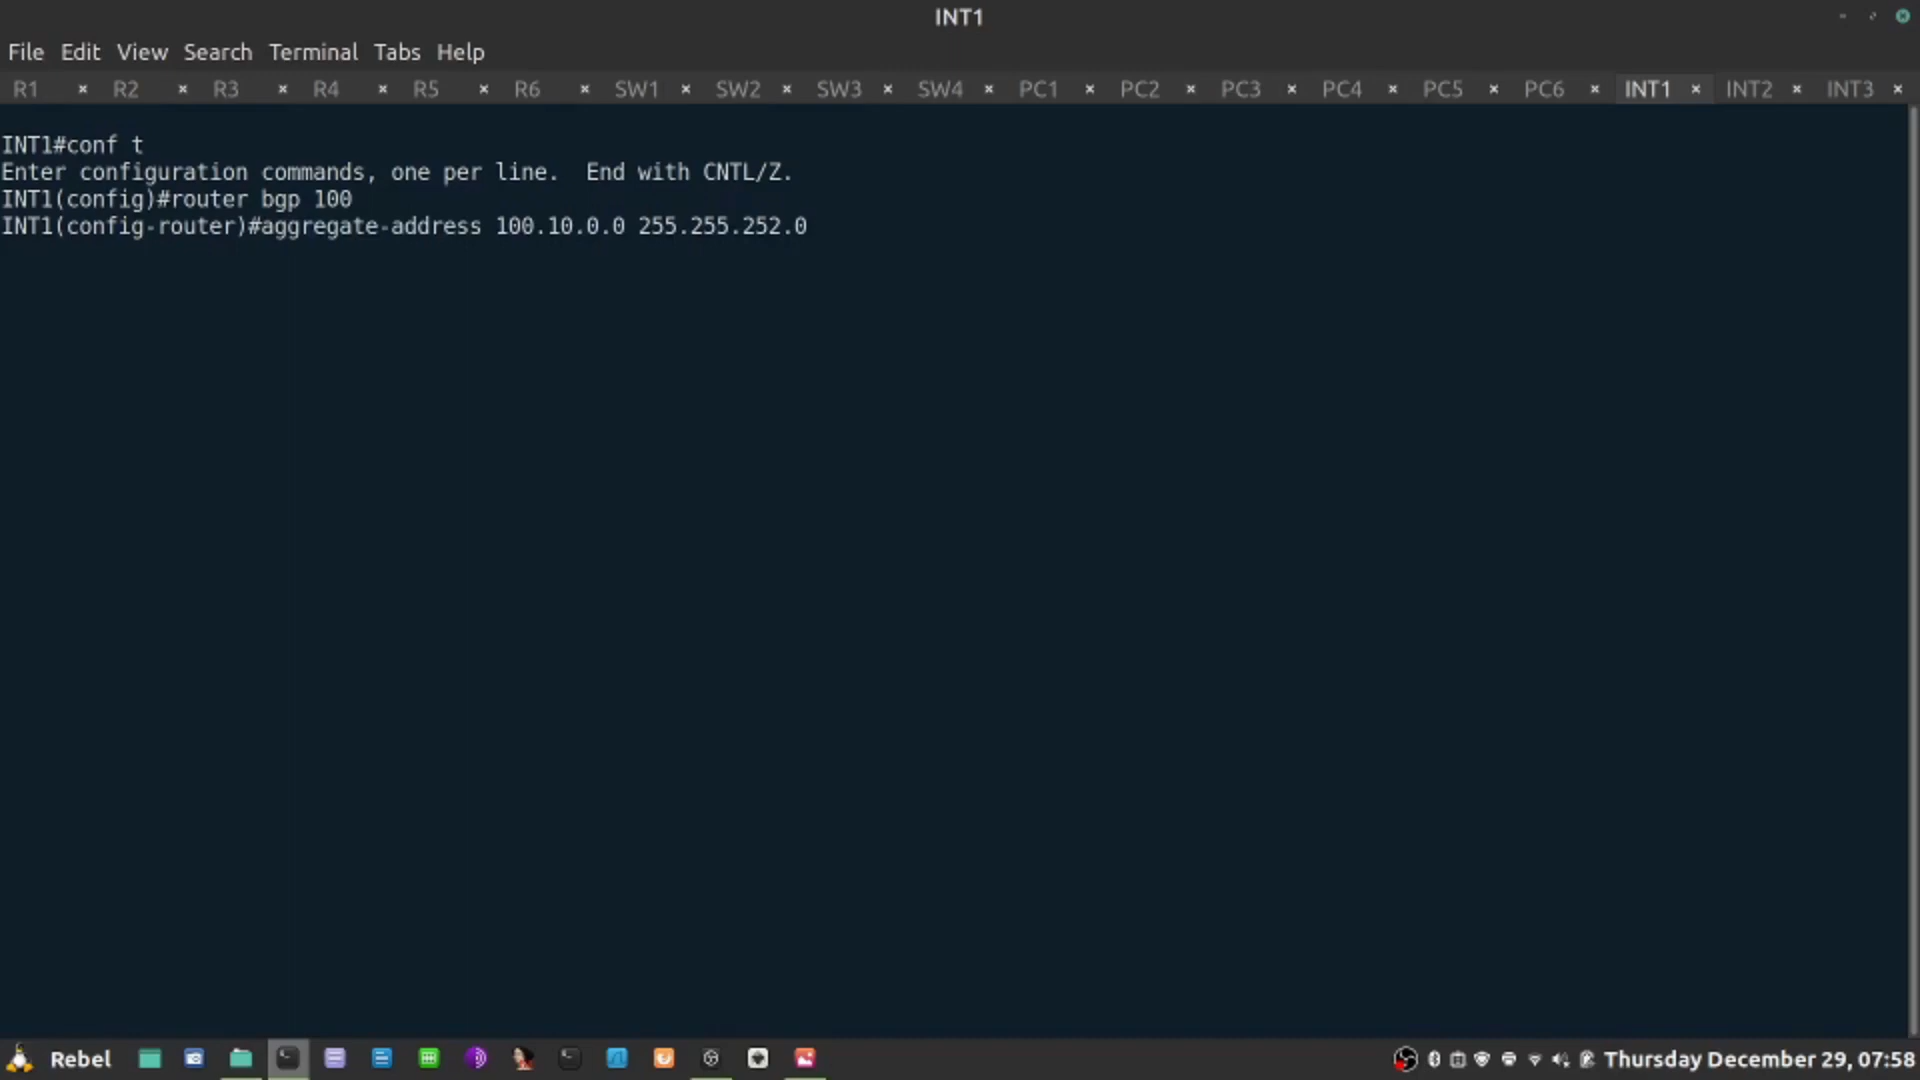 INT1
File Edit View Search Terminal Tabs Help
R1 × R2 × R3 × R4 × R5 × R6 × SW1 × SW2 × SW3 × SW4 × PC1 × PC2 × PC3 × PC4 × PC5 × PC6 × INT1 × INT2 × INT3 ×
INT1#conf t
Enter configuration commands, one per line.  End with CNTL/Z.
INT1(config)#router bgp 100
INT1(config-router)#aggregate-address 100.10.0.0 255.255.252.0
Rebel
Thursday December 29, 07:58